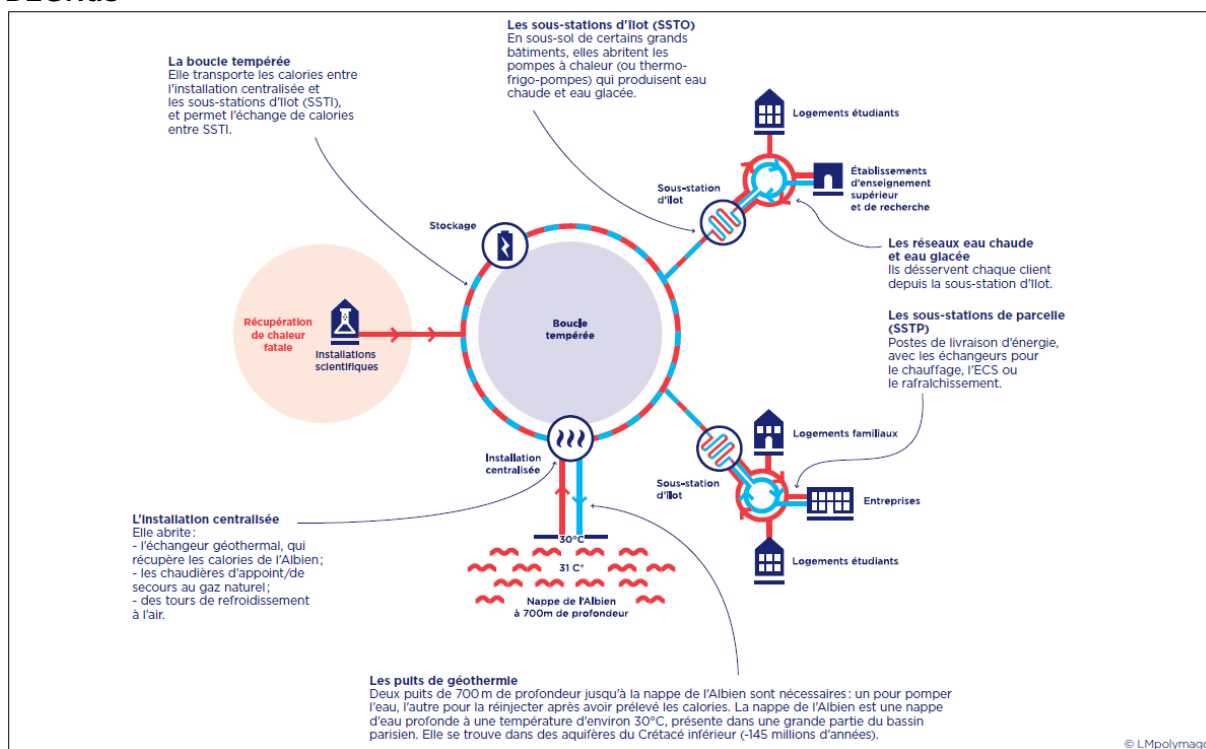 Les sous-stations d'îlot (SSTO)
En sous-sol de certains grands
bâtiments, elles abritent les
pompes à chaleur (ou thermo-
frigo-pompes) qui produisent eau
chaude et eau glacée.
La boucle tempérée
Elle transporte les calories entre
l'installation centralisée et
les sous-stations d'îlot (SSTI),
et permet l'échange de calories
entre SSTI.
Logements étudiants
Établissements
d'enseignement
supérieur
et de recherche
Sous-station
d'îlot
Stockage
Les réseaux eau chaude
et eau glacée
Ils désservent chaque client
depuis la sous-station d'îlot.
Récupération
de chaleur
fatale
Installations
scientifiques
Boucle
tempérée
Les sous-stations de parcelle
(SSTP)
Postes de livraison d'énergie,
avec les échangeurs pour
le chauffage, l'ECS ou
le rafraîchissement.
Logements familiaux
Installation
centralisée
Sous-station
d'îlot
Entreprises
Logements étudiants
L'installation centralisée
Elle abrite :
- l'échangeur géothermal, qui
récupère les calories de l'Albien ;
- les chaudières d'appoint/de
secours au gaz naturel ;
- des tours de refroidissement
à l'air.
30°C
31 C°
Nappe de l'Albien
à 700m de profondeur
Les puits de géothermie
Deux puits de 700 m de profondeur jusqu'à la nappe de l'Albien sont nécessaires : un pour pomper
l'eau, l'autre pour la réinjecter après avoir prélevé les calories. La nappe de l'Albien est une nappe
d'eau profonde à une température d'environ 30°C, présente dans une grande partie du bassin
parisien. Elle se trouve dans des aquifères du Crétacé inférieur (-145 millions d'années).
© LMpolymago